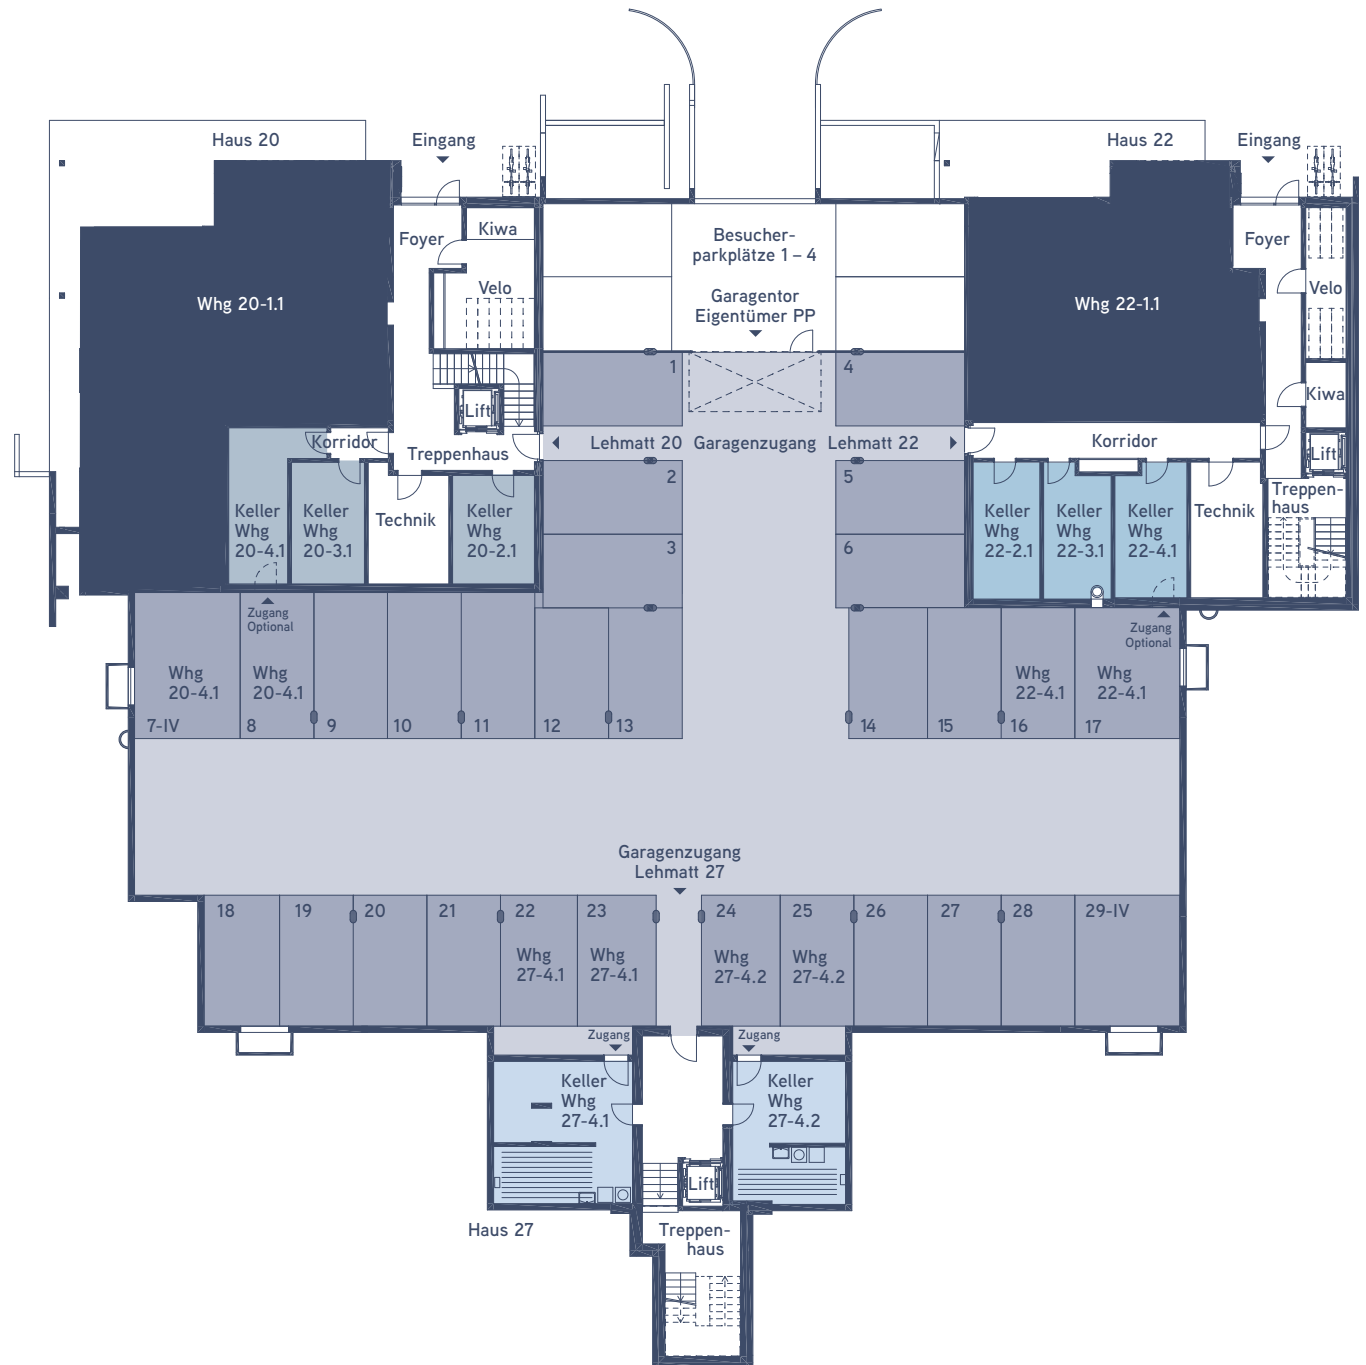 Haus 20
Eingang
Haus 22
Eingang
Kiwa
Foyer
Velo
Whg 20-1.1
Besucher-
parkplätze 1 – 4
Garagentor
Eigentümer PP
Whg 22-1.1
Foyer
Velo
Kiwa
Lift
Lift
1
4
Korridor
Treppenhaus
Lehmatt 20
Garagenzugang
Lehmatt 22
Korridor
Treppen-
haus
Keller
Whg
20-4.1
Keller
Whg
20-3.1
Technik
Keller
Whg
20-2.1
2
5
3
6
Keller
Whg
22-2.1
Keller
Whg
22-3.1
Keller
Whg
22-4.1
Technik
Zugang
Optional
Zugang
Optional
Whg
20-4.1
7-IV
Whg
20-4.1
8
9
10
11
12
13
14
15
Whg
22-4.1
16
Whg
22-4.1
17
Garagenzugang
Lehmatt 27
18
19
20
21
22
Whg
27-4.1
23
Whg
27-4.1
24
Whg
27-4.2
25
Whg
27-4.2
26
27
28
29-IV
Zugang
Zugang
Keller
Whg
27-4.1
Keller
Whg
27-4.2
Lift
Haus 27
Treppen-
haus